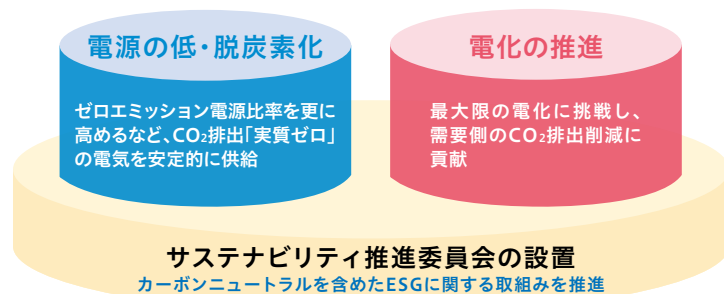 電源の低・脱炭素化
電化の推進
ゼロエミッション電源比率を更に
高めるなど、CO₂排出「実質ゼロ」
の電気を安定的に供給
最大限の電化に挑戦し、
需要側のCO₂排出削減に
貢献
サステナビリティ推進委員会の設置
カーボンニュートラルを含めたESGに関する取組みを推進